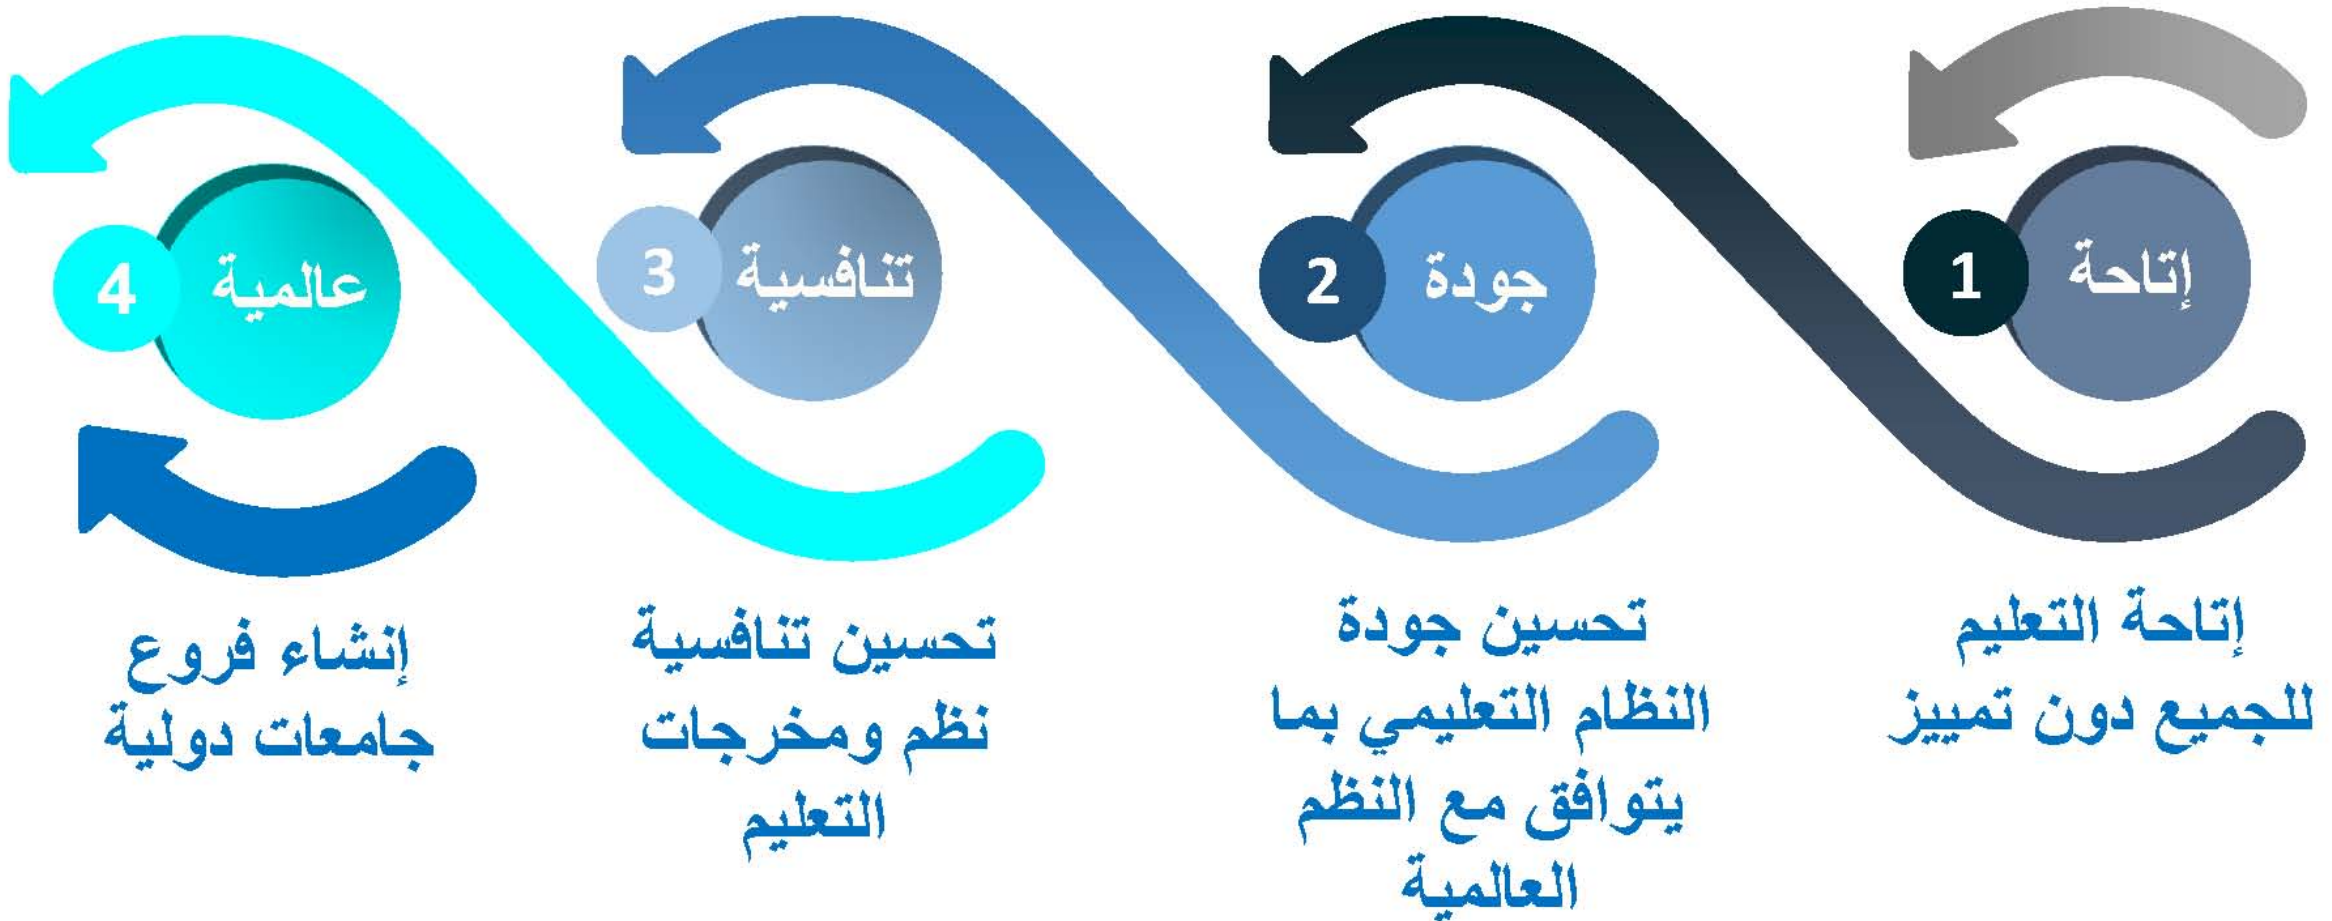 إتاحة
1
إتاحة التعليم
للجميع دون تمييز
جودة
2
تحسين جودة
النظام التعليمي بما
يتوافق مع النظم
العالمية
تنافسية
3
تحسين تنافسية
نظم ومخرجات
التعليم
عالمية
4
إنشاء فروع
جامعات دولية